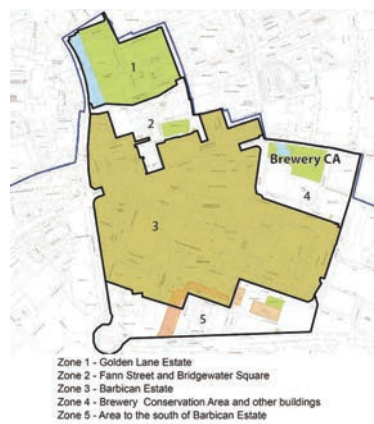 1
2
Brewery CA
4
3
5
Zone 1 - Golden Lane Estate
Zone 2 - Fann Street and Bridgewater Square
Zone 3 - Barbican Estate
Zone 4 - Brewery Conservation Area and other buildings
Zone 5 - Area to the south of Barbican Estate